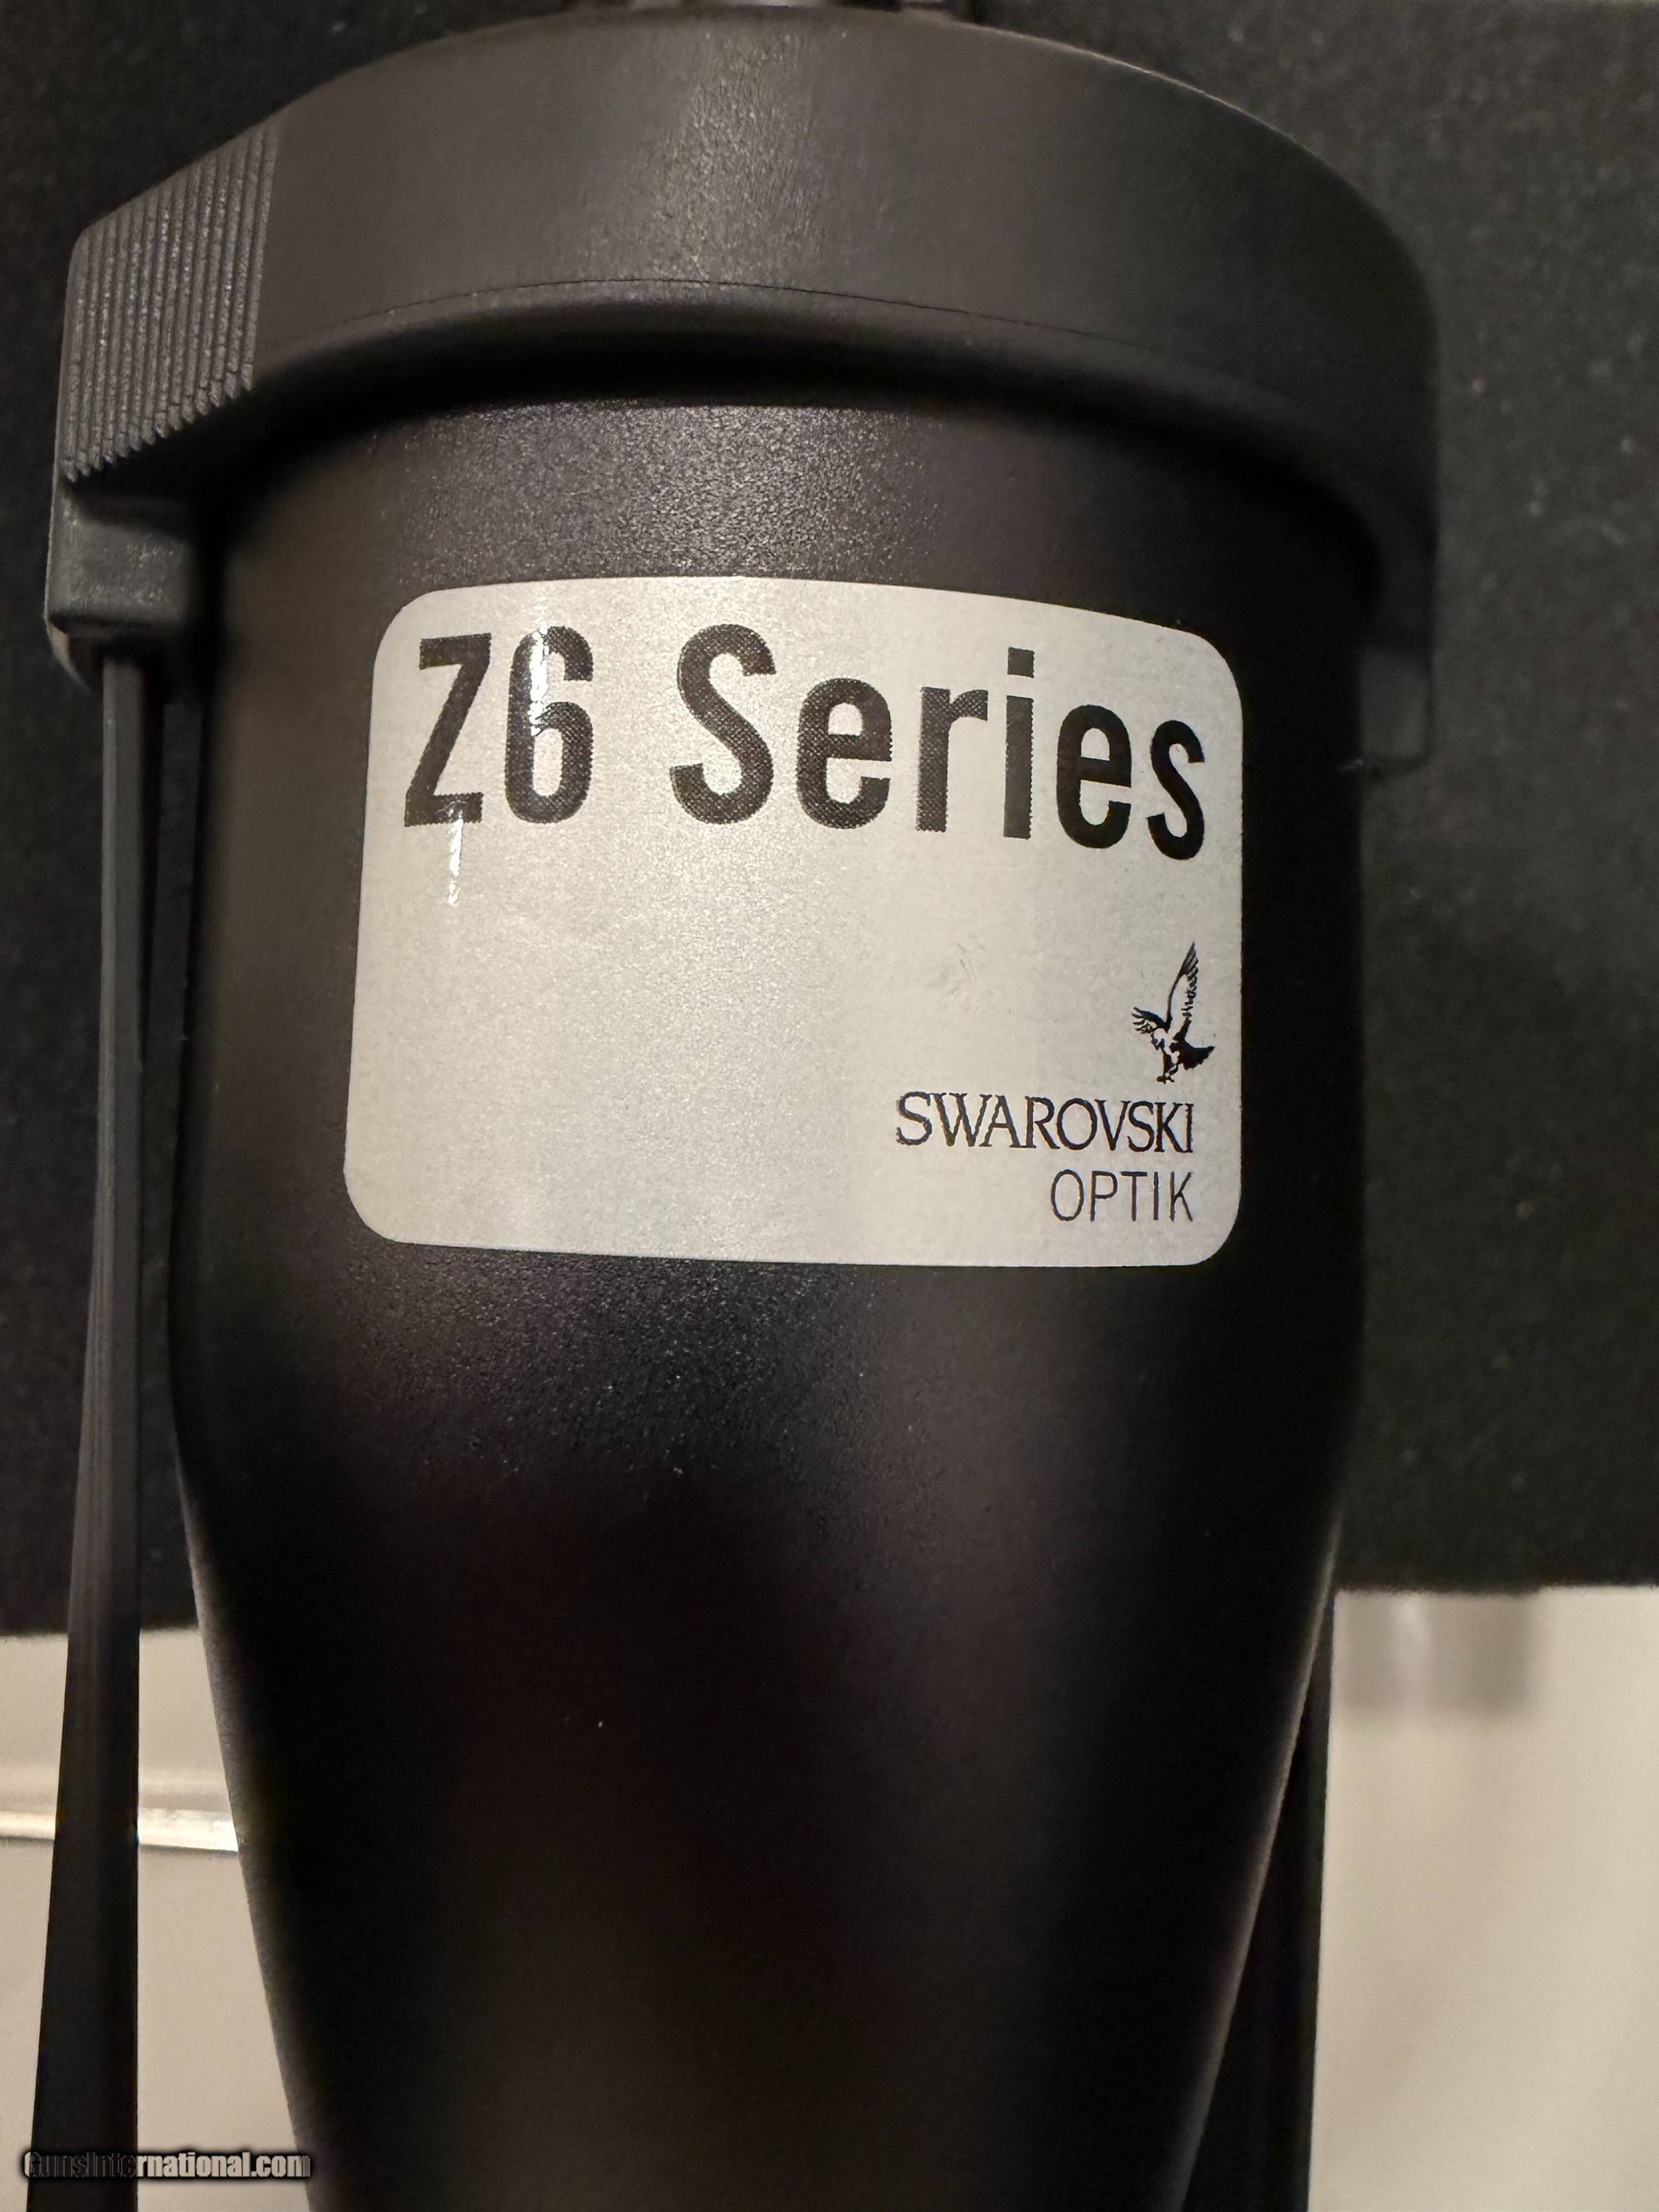 Z6 Series
SWAROVSKI
OPTIK
GunsInternational.com